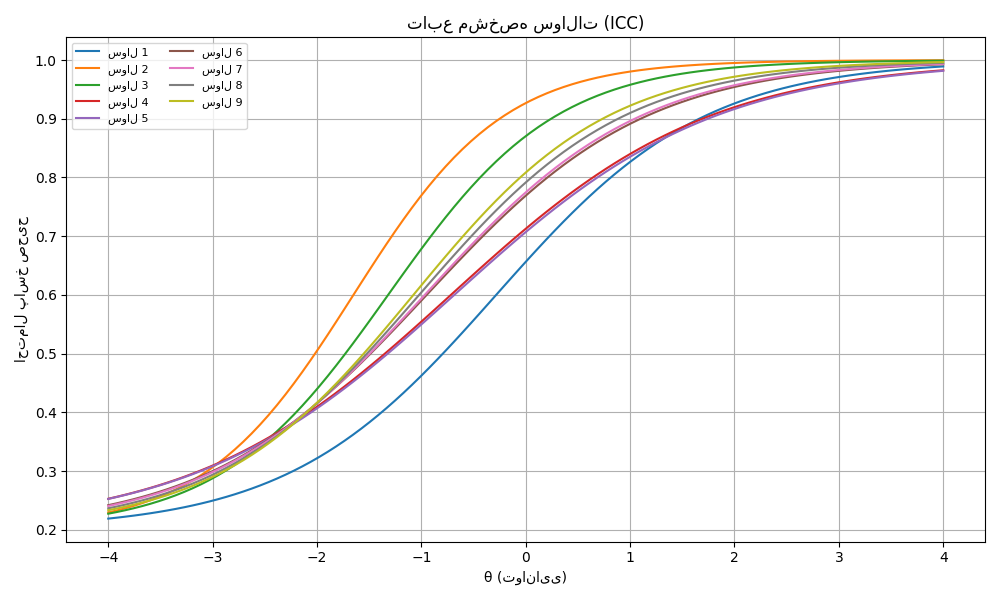 تابع مشخصه سوالات (ICC)
سوال 1
سوال 2
سوال 3
سوال 4
سوال 5
سوال 6
سوال 7
سوال 8
سوال 9
احتمال پاسخ صحیح
1.0
0.9
0.8
0.7
0.6
0.5
0.4
0.3
0.2
−4 −3 −2 −1 0 1 2 3 4
θ (توانایی)